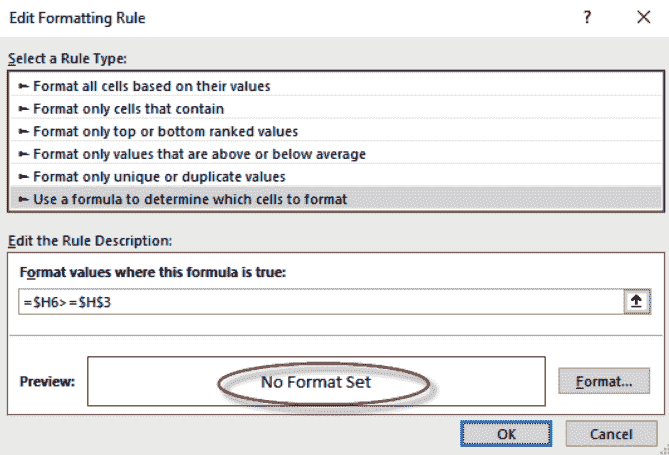 Edit Formatting Rule ?
Select a Rule Type:
Format all cells based on their values
Format only cells that contain
Format only top or bottom ranked values
Format only values that are above or below average
Format only unique or duplicate values
Use a formula to determine which cells to format
Edit the Rule Description:
Format values where this formula is true:
=$H6>=$H$3
Preview: No Format Set Format...
OK Cancel